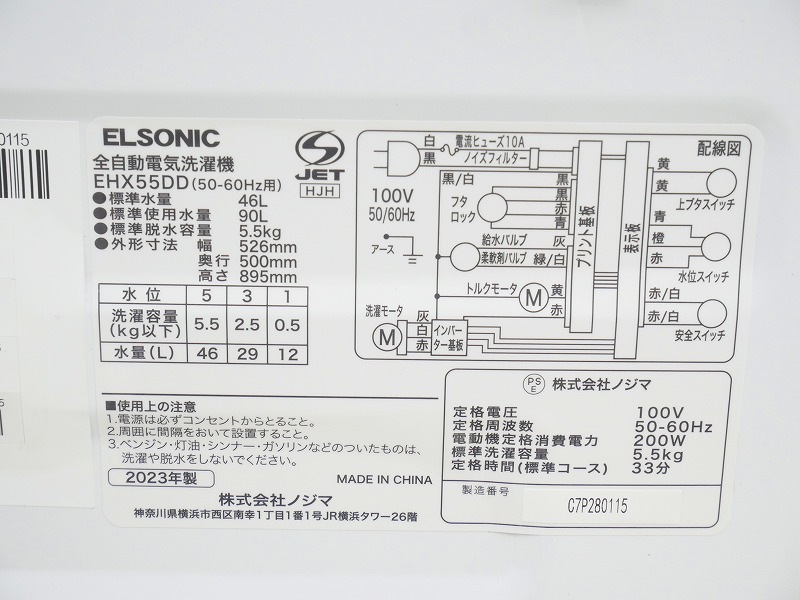 0115
ELSONIC
全自動電気洗濯機
EHX55DD(50-60Hz用)
S
JET
HJH
●標準水量 46L
●標準使用水量 90L
●標準脱水容量 5.5kg
●外形寸法 幅 526mm
奥行 500mm
高さ 895mm
水位 5 3 1
洗濯容量(kg以下) 5.5 2.5 0.5
水量(L) 46 29 12
配線図
白 電流ヒューズ10A
黒 ノイズフィルター
100V
50/60Hz
アース
黒/白
フタロック
黒
黒
赤
青
給水バルブ 灰
柔軟剤バルブ 緑/白
トルクモータ M 黄
赤
洗濯モータ
M
灰
白
赤
インバーター基板
プリント基板
表示板
黄
黄
上ブタスイッチ
青
橙
赤
水位スイッチ
赤/白
赤/白
安全スイッチ
■使用上の注意
1.電源は必ずコンセントからとること。
2.周囲に間隔をおいて設置すること。
3.ベンジン・灯油・シンナー・ガソリンなどのついたものは、
洗濯や脱水をしないでください。
2023年製
MADE IN CHINA
株式会社ノジマ
神奈川県横浜市西区南幸1丁目1番1号JR横浜タワー26階
PSE 株式会社ノジマ
定格電圧 100V
定格周波数 50-60Hz
電動機定格消費電力 200W
標準洗濯容量 5.5kg
定格時間(標準コース) 33分
製造番号 C7P280115